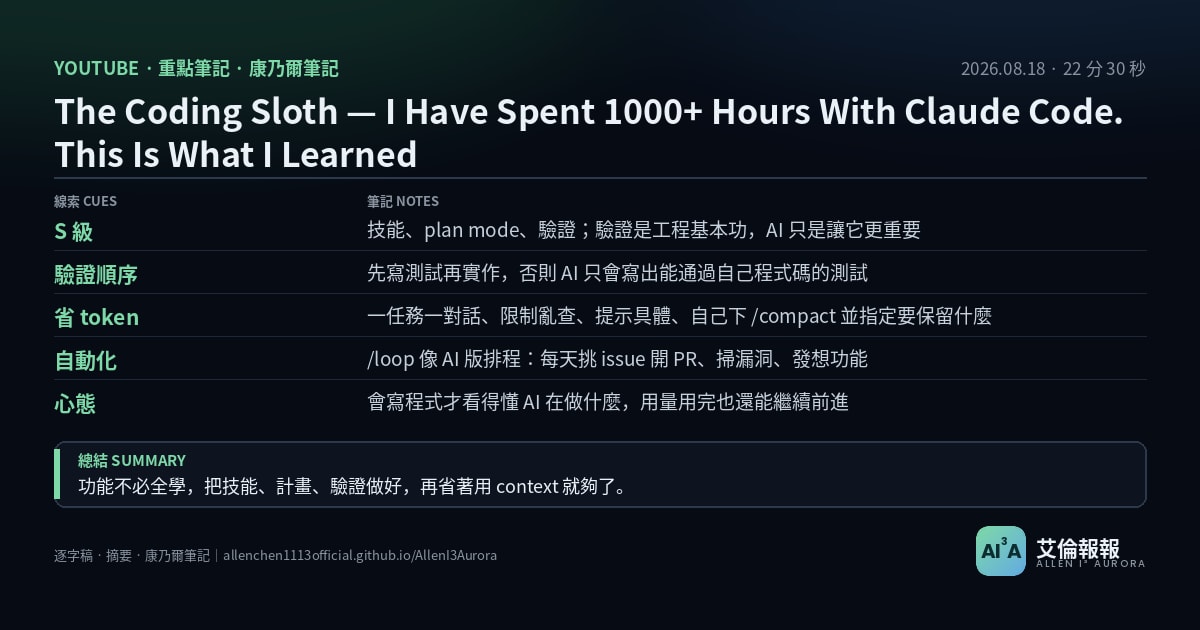 YOUTUBE · 重點筆記 · 康乃爾筆記
2026.08.18 · 22 分 30 秒
The Coding Sloth — I Have Spent 1000+ Hours With Claude Code.
This Is What I Learned
線索 CUES
筆記 NOTES
S 級
技能、plan mode、驗證；驗證是工程基本功，AI 只是讓它更重要
驗證順序
先寫測試再實作，否則 AI 只會寫出能通過自己程式碼的測試
省 token
一任務一對話、限制亂查、提示具體、自己下 /compact 並指定要保留什麼
自動化
/loop 像 AI 版排程：每天挑 issue 開 PR、掃漏洞、發想功能
心態
會寫程式才看得懂 AI 在做什麼，用量用完也還能繼續前進
總結 SUMMARY
功能不必全學，把技能、計畫、驗證做好，再省著用 context 就夠了。
逐字稿 · 摘要 · 康乃爾筆記｜allenchen1113official.github.io/AllenI3Aurora
AI³A
艾倫報報
ALLEN I³ AURORA